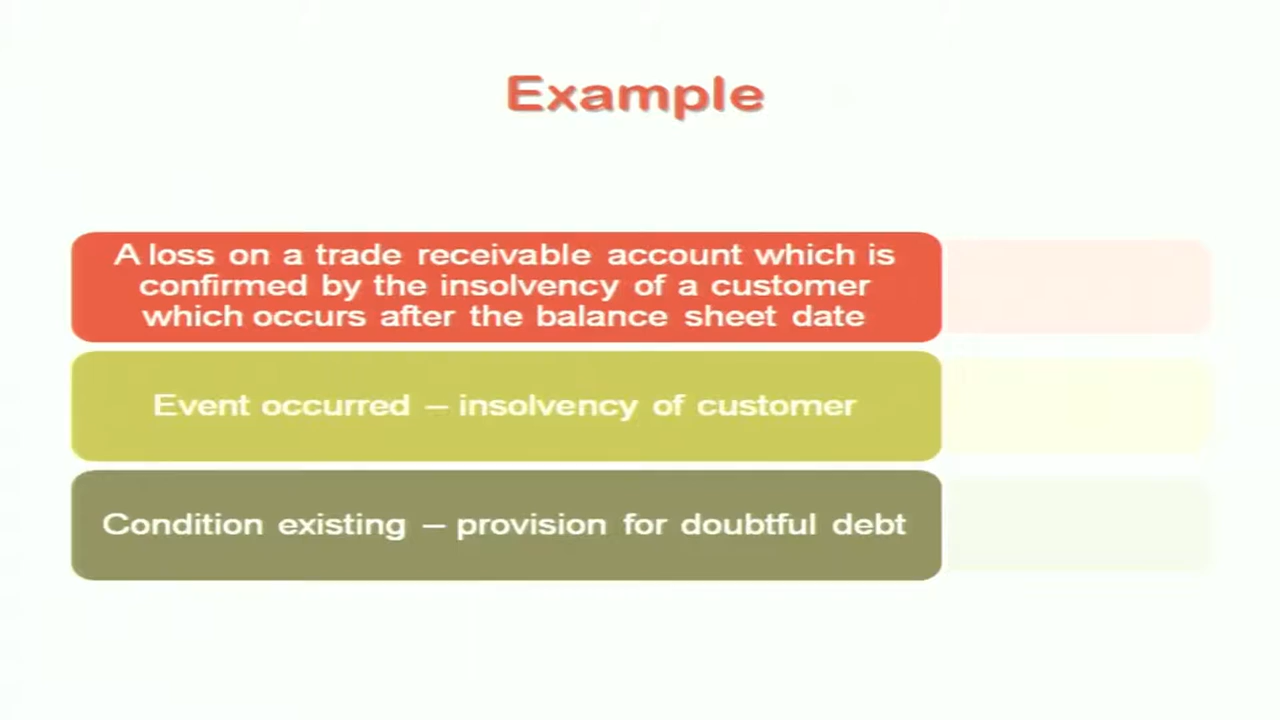 Example
A loss on a trade receivable account which is
confirmed by the insolvency of a customer
which occurs after the balance sheet date
Event occurred – insolvency of customer
Condition existing – provision for doubtful debt